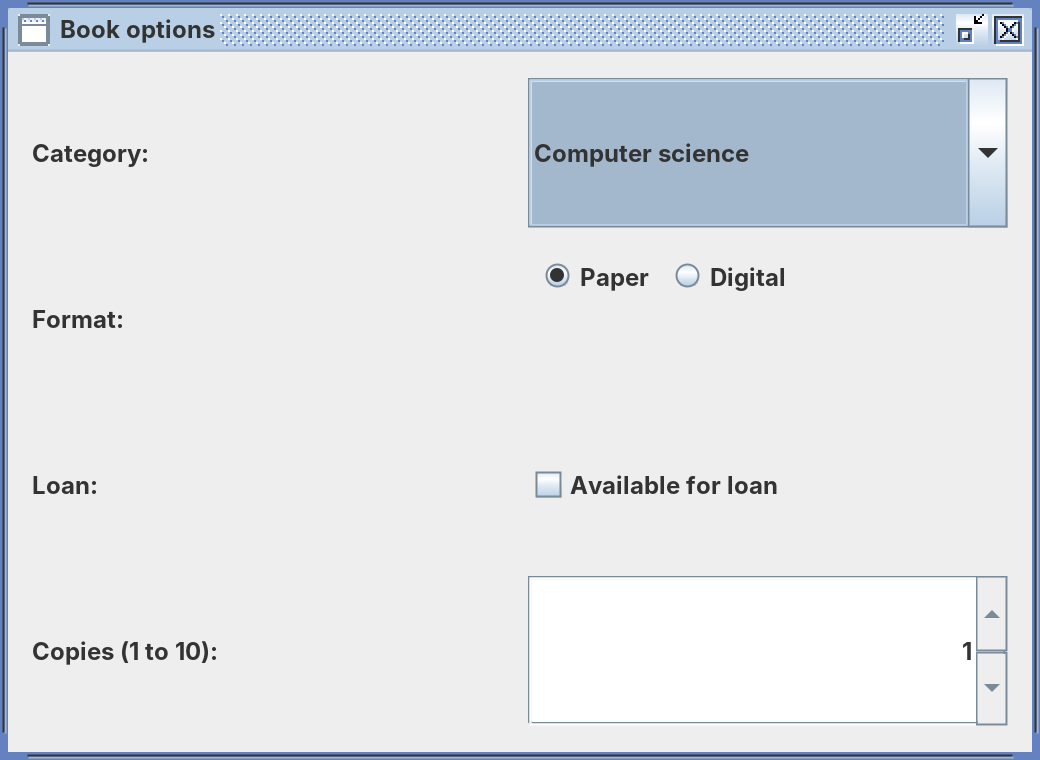 Book options
Category:
Computer science
Format:
Paper
Digital
Loan:
Available for loan
Copies (1 to 10):
1